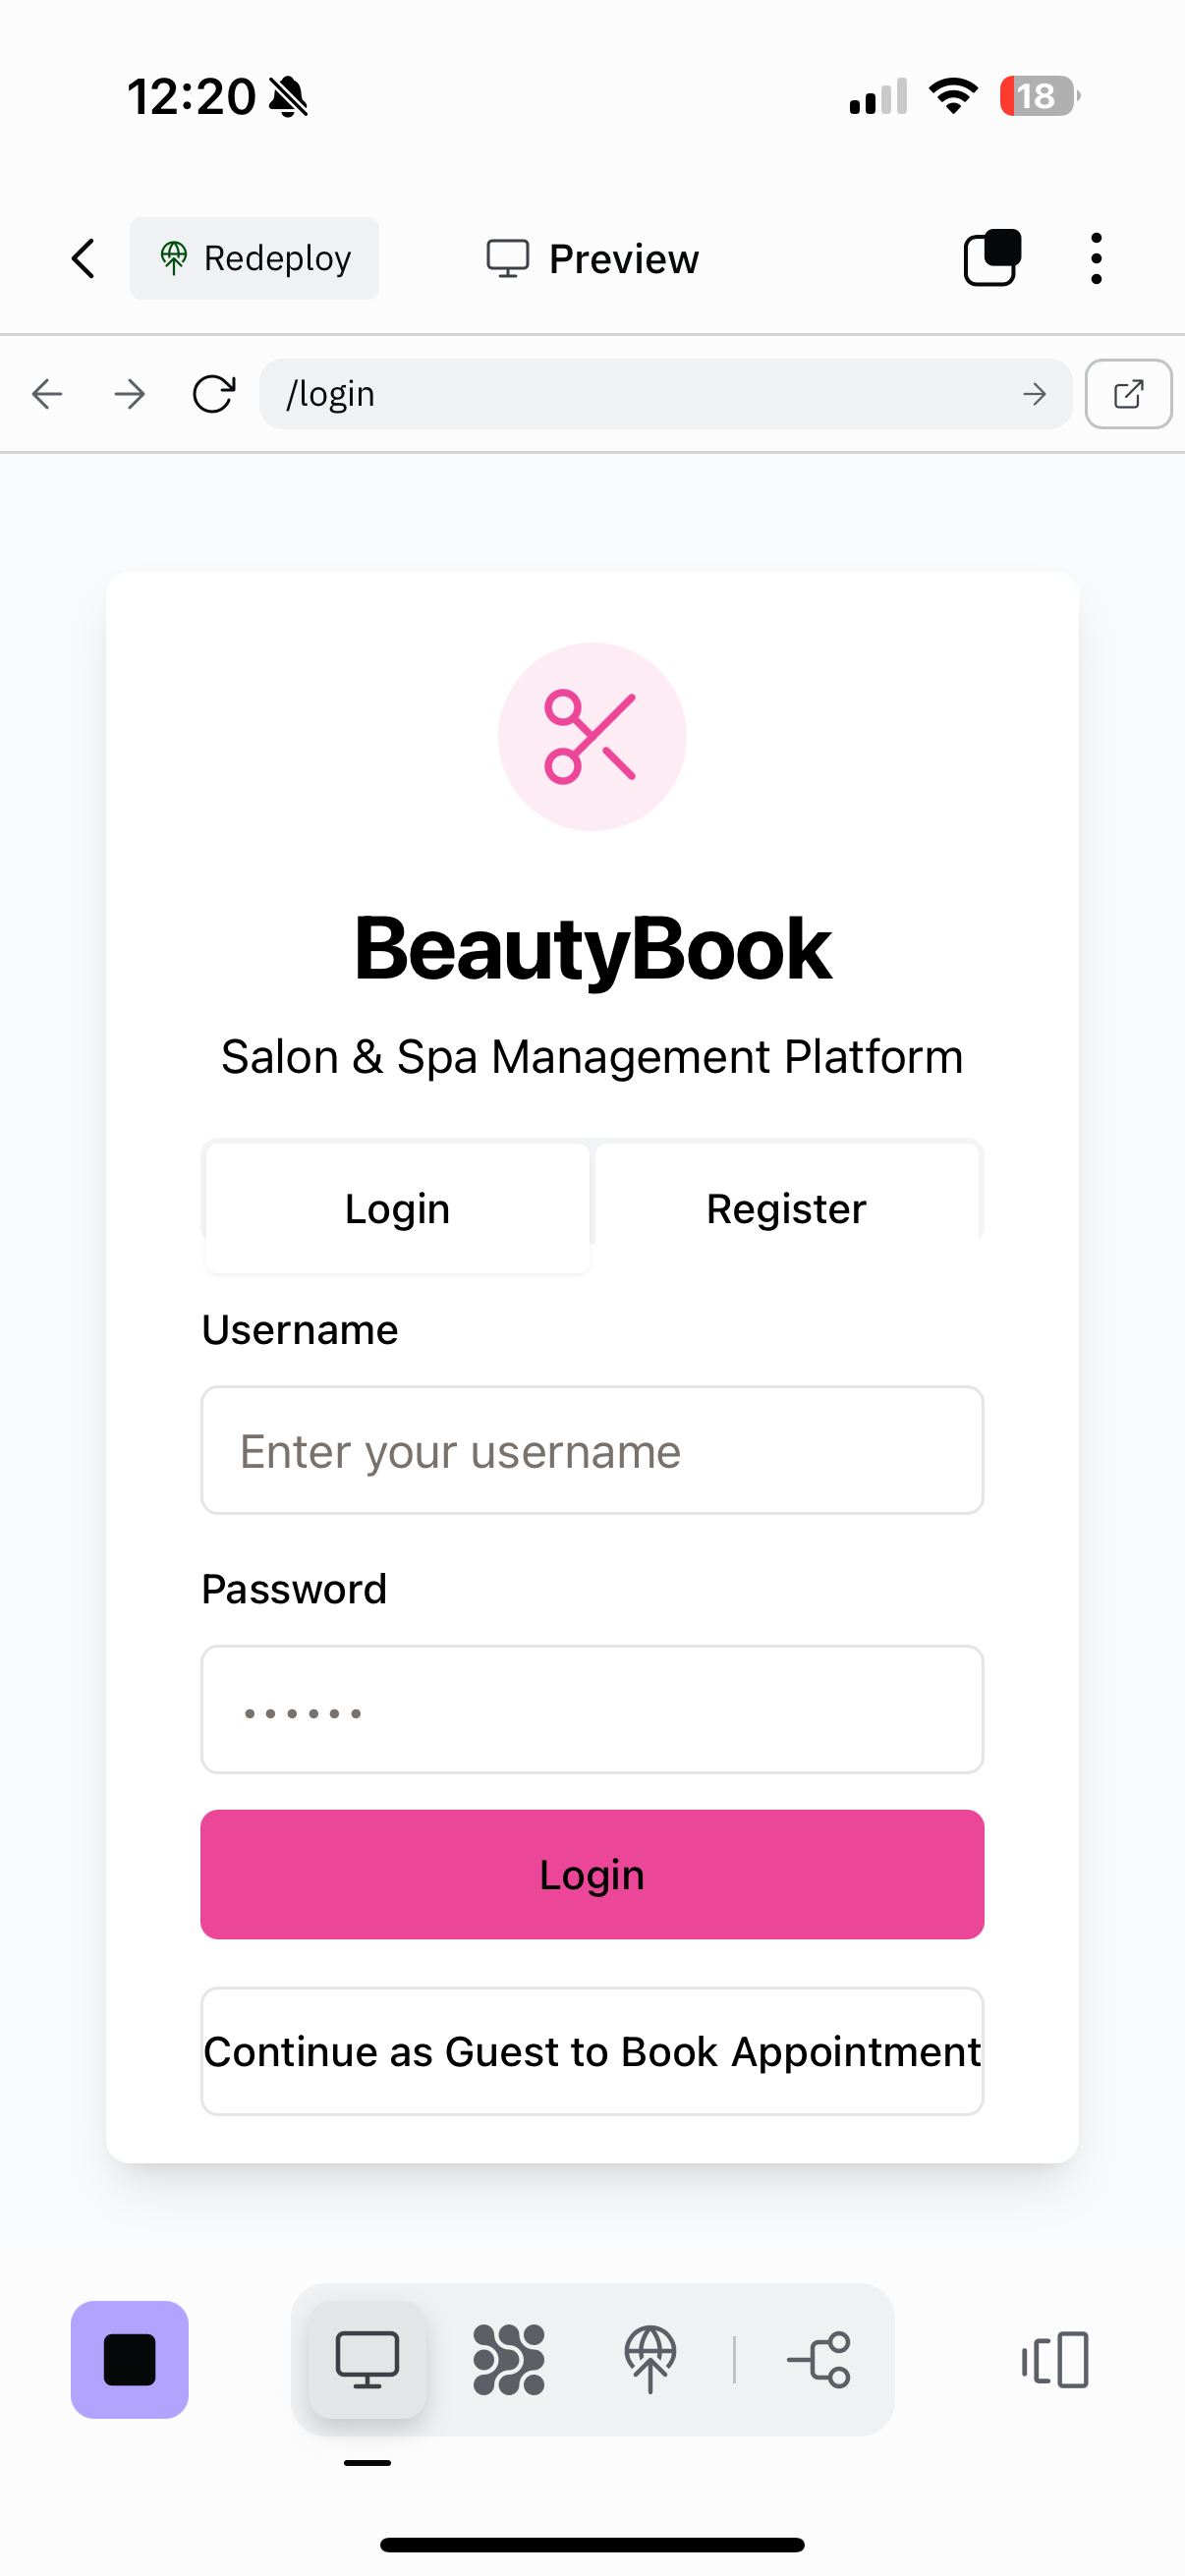 12:20
18
Redeploy
Preview
/login
BeautyBook
Salon & Spa Management Platform
Login
Register
Username
Enter your username
Password
••••••
Login
Continue as Guest to Book Appointment